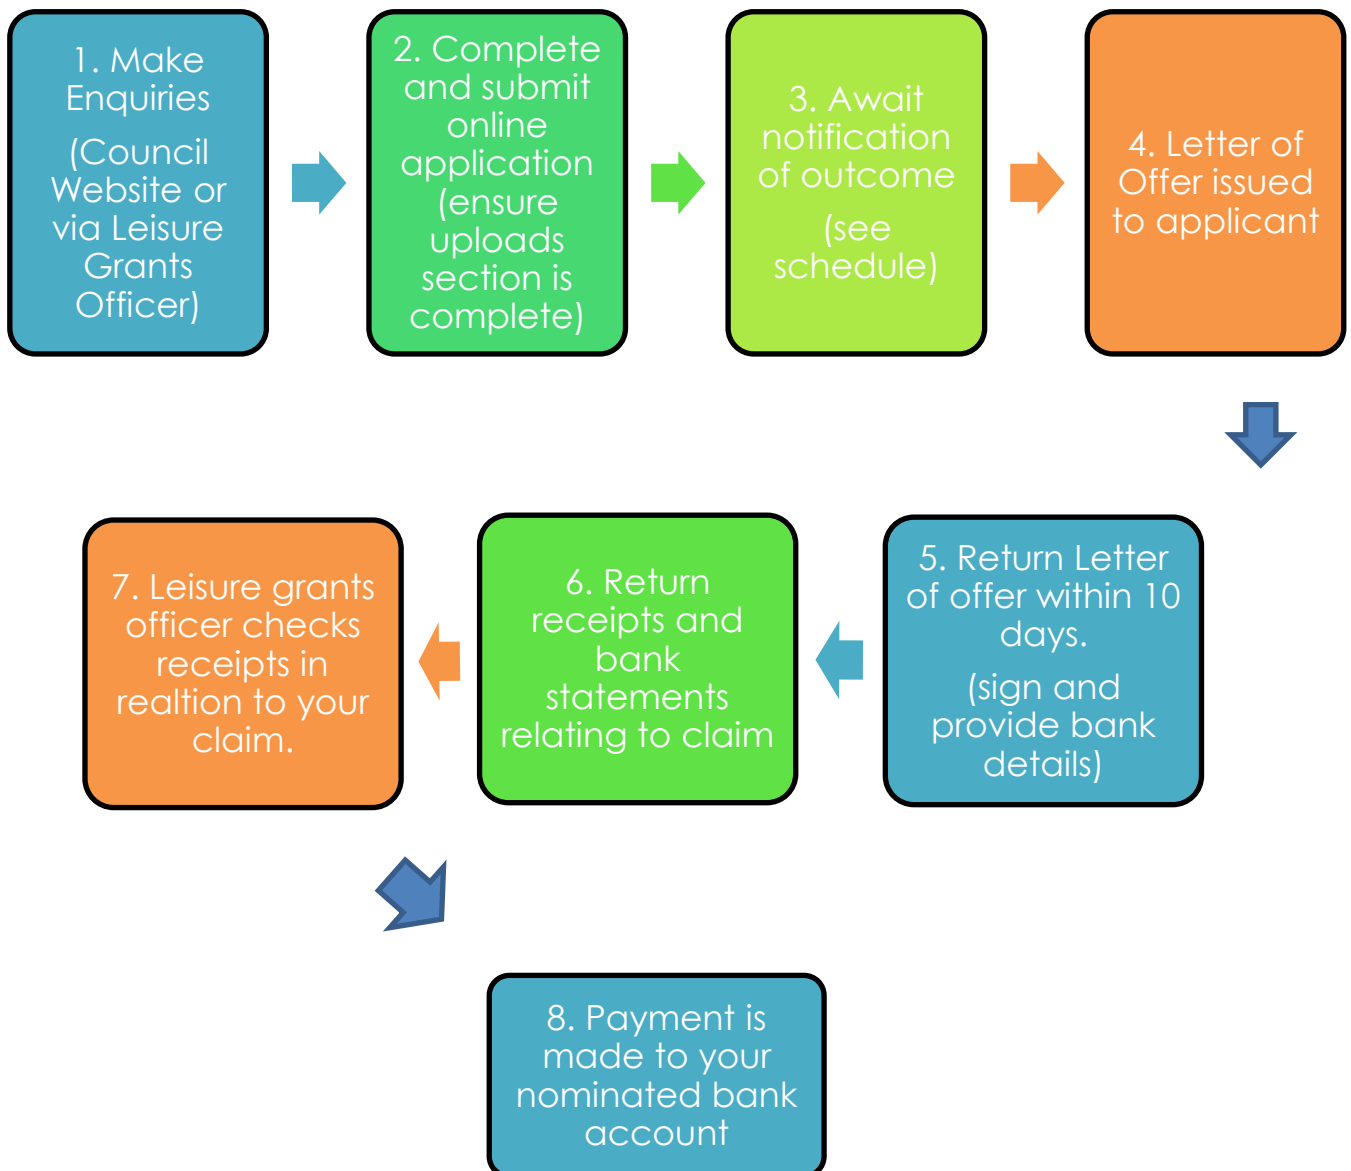 1. Make
Enquiries
(Council
Website or
via Leisure
Grants
Officer)
2. Complete
and submit
online
application
(ensure
uploads
section is
complete)
3. Await
notification
of outcome
(see
schedule)
4. Letter of
Offer issued
to applicant
5. Return Letter
of offer within 10
days.
(sign and
provide bank
details)
6. Return
receipts and
bank
statements
relating to claim
7. Leisure grants
officer checks
receipts in
realtion to your
claim.
8. Payment is
made to your
nominated bank
account